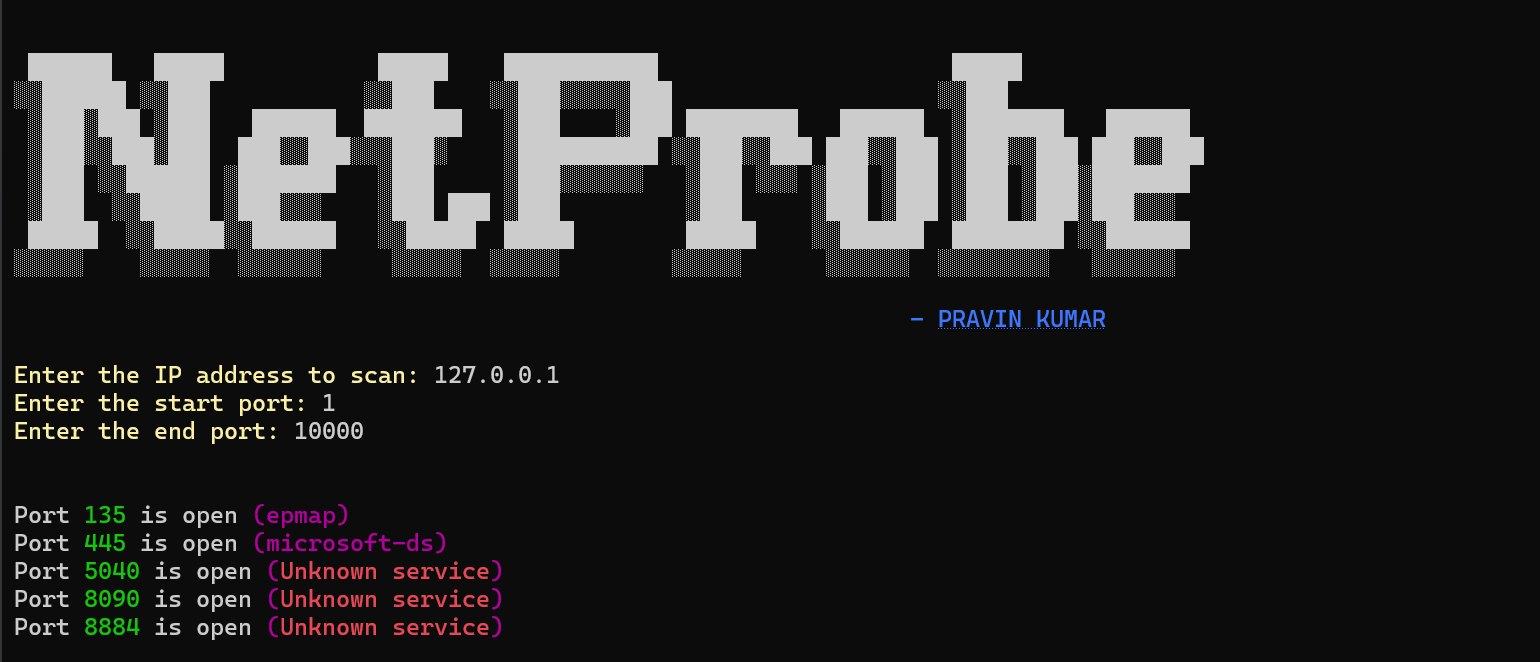 NetProbe
- PRAVIN KUMAR
Enter the IP address to scan: 127.0.0.1
Enter the start port: 1
Enter the end port: 10000
Port 135 is open (epmap)
Port 445 is open (microsoft-ds)
Port 5040 is open (Unknown service)
Port 8090 is open (Unknown service)
Port 8884 is open (Unknown service)